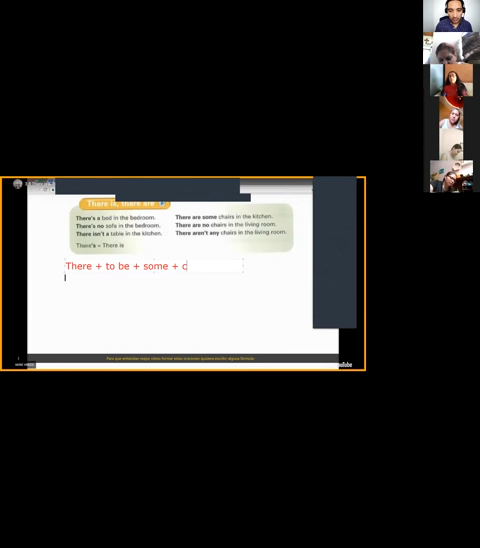 There is, there are
There's a bed in the bedroom.
There's no sofa in the bedroom.
There isn't a table in the kitchen.
There's = There is
There are some chairs in the kitchen.
There are no chairs in the living room.
There aren't any chairs in the living room.
There + to be + some + c